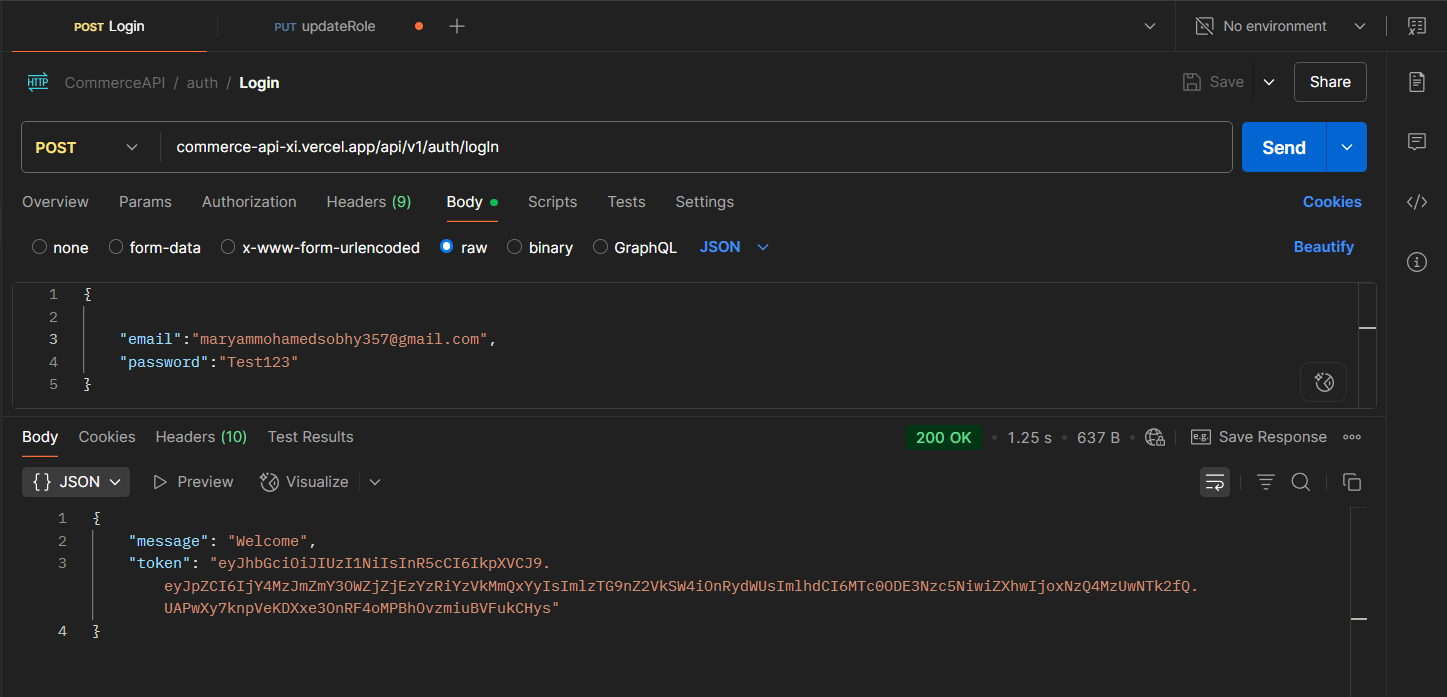 POST Login
PUT updateRole
No environment
HTTP CommerceAPI / auth / Login
Save
Share
POST
commerce-api-xi.vercel.app/api/v1/auth/logIn
Send
Overview Params Authorization Headers (9) Body Scripts Tests Settings Cookies
none form-data x-www-form-urlencoded raw binary GraphQL JSON Beautify
1 {
2
3 "email":"maryammohamedsobhy357@gmail.com",
4 "password":"Test123"
5 }
Body Cookies Headers (10) Test Results 200 OK • 1.25 s • 637 B • e.g. Save Response
{} JSON Preview Visualize
1 {
2 "message": "Welcome",
3 "token": "eyJhbGciOiJIUzI1NiIsInR5cCI6IkpXVCJ9.
eyJpZCI6IjY4MzJmZmY3OWZjZjEzYzRiYzVkMmQxYyIsImlzTG9nZ2VkSW4iOnRydWUsImlhdCI6MTc0ODE3Nzc5NiwiZXhwIjoxNzQ4MzUwNTk2fQ.
UAPwXy7knpVeKDXxe3OnRF4oMPBhOvzmiuBVFukCHys"
4 }